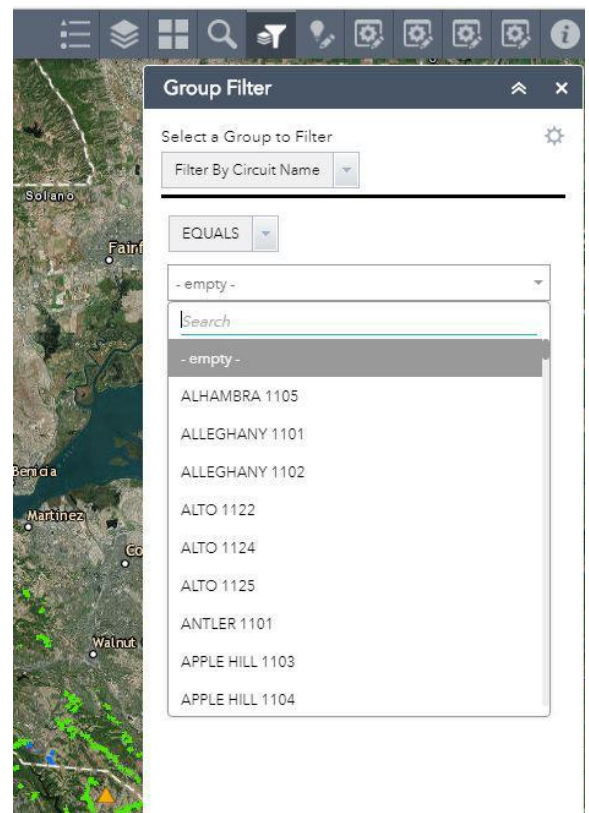 Group Filter
Select a Group to Filter
Filter By Circuit Name
EQUALS
- empty -
Search
- empty -
ALHAMBRA 1105
ALLEGHANY 1101
ALLEGHANY 1102
ALTO 1122
ALTO 1124
ALTO 1125
ANTLER 1101
APPLE HILL 1103
APPLE HILL 1104
Solano
Fairf
Benicia
Martinez
Co
Walnut